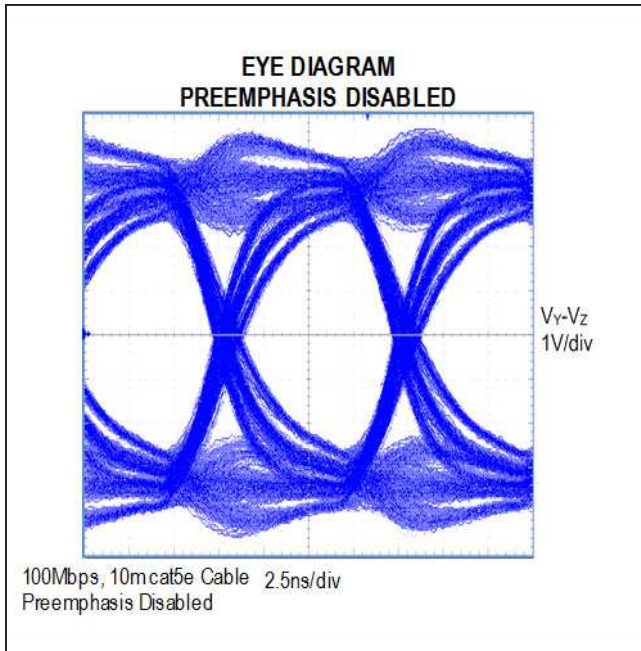 EYE DIAGRAM
PREEMPHASIS DISABLED
VY-VZ
1V/div
100Mbps, 10m cat5e Cable
2.5ns/div
Preemphasis Disabled